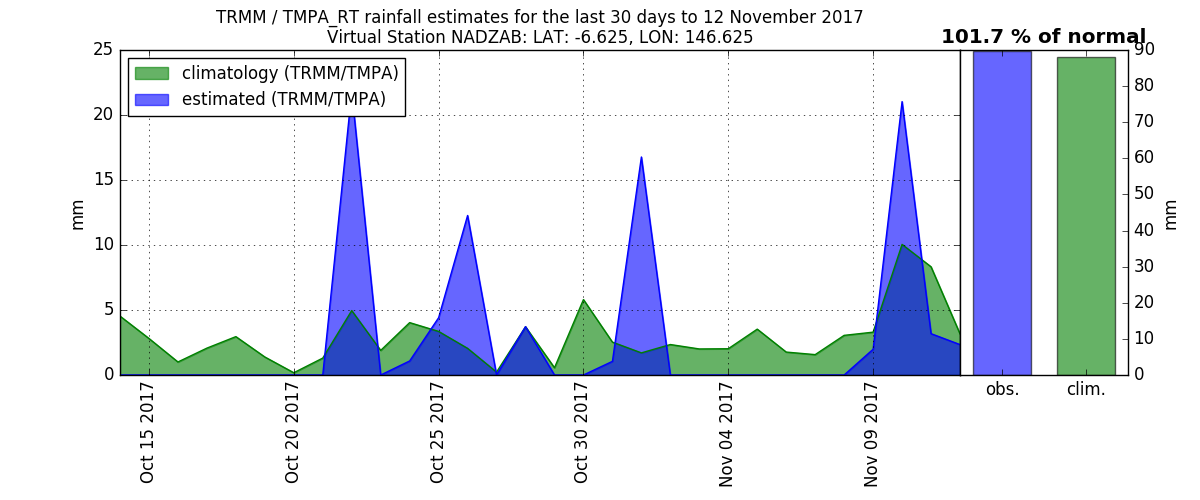 TRMM / TMPA_RT rainfall estimates for the last 30 days to 12 November 2017
Virtual Station NADZAB: LAT: -6.625, LON: 146.625
101.7 % of normal
climatology (TRMM/TMPA)
estimated (TRMM/TMPA)
25
20
15
10
5
0
mm
90
80
70
60
50
40
30
20
10
0
mm
obs.
clim.
Oct 15 2017
Oct 20 2017
Oct 25 2017
Oct 30 2017
Nov 04 2017
Nov 09 2017